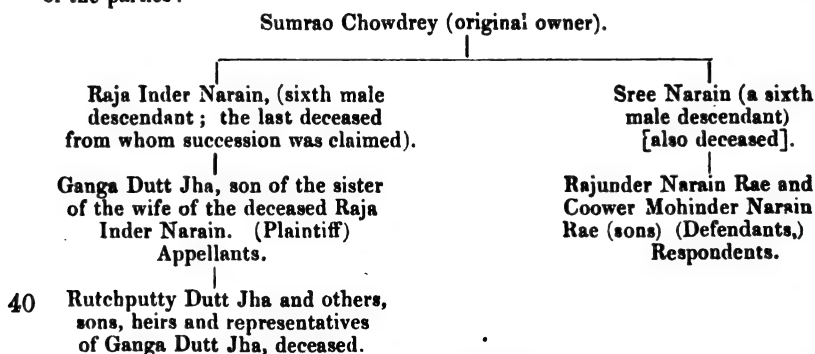 Sumrao Chowdrey (original owner).
Raja Inder Narain, (sixth male
descendant ; the last deceased
from whom succession was claimed).
Ganga Dutt Jha, son of the sister
of the wife of the deceased Raja
Inder Narain. (Plaintiff)
Appellants.
40 Rutchputty Dutt Jha and others,
sons, heirs and representatives
of Ganga Dutt Jha, deceased.
Sree Narain (a sixth
male descendant)
[also deceased].
Rajunder Narain Rae and
Coower Mohinder Narain
Rae (sons) (Defendants,)
Respondents.